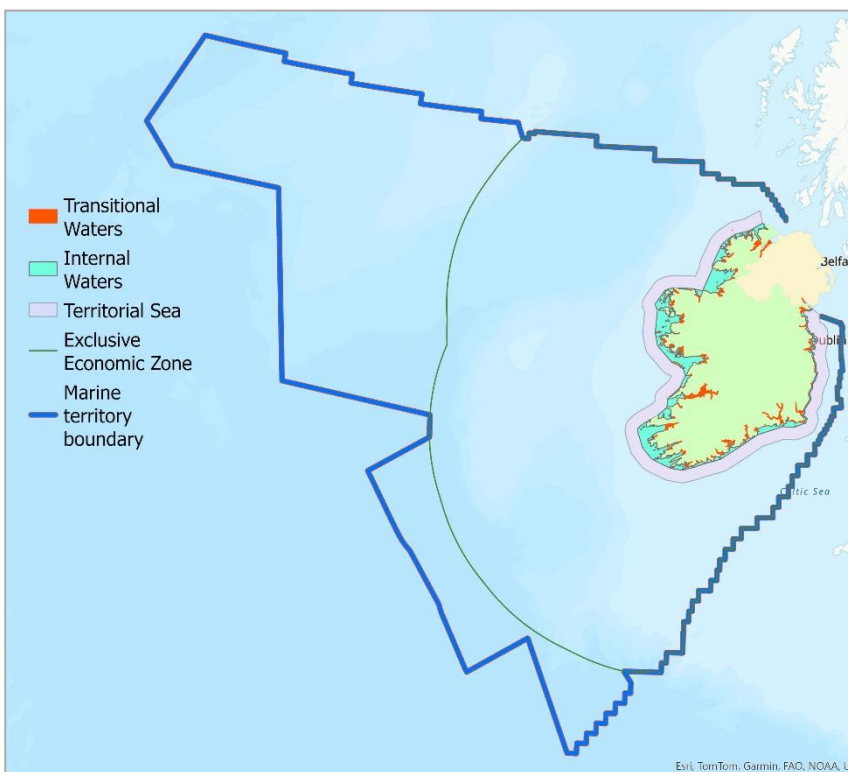 Transitional
Waters
Internal
Waters
Territorial Sea
Exclusive
Economic Zone
Marine
territory
boundary
Belfa
ublin
Celtic Sea
Esri, TomTom, Garmin, FAO, NOAA, U